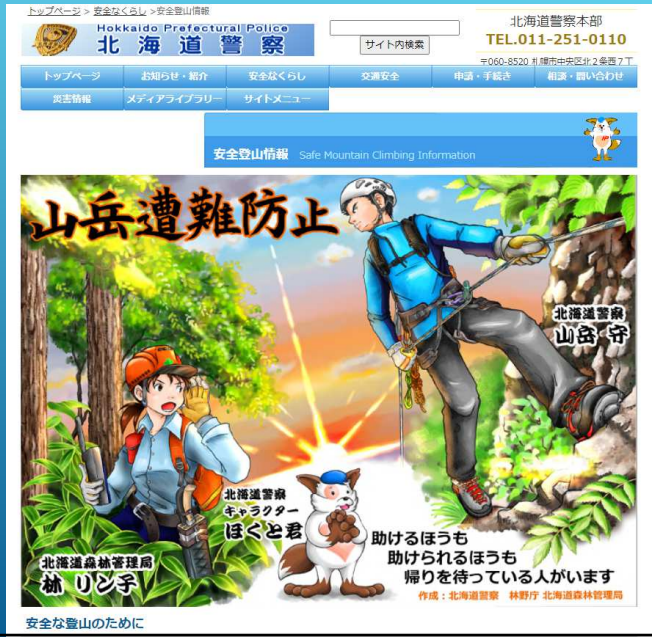 トップページ > 安全なくらし >安全登山情報
Hokkaido Prefectural Police
北海道警察
サイト内検索
北海道警察本部
TEL.011-251-0110
〒060-8520 札幌市中央区北２条西７丁
トップページ
お知らせ・紹介
安全なくらし
交通安全
申請・手続き
相談・問い合わせ
災害情報
メディアライブラリー
サイトメニュー
安全登山情報 Safe Mountain Climbing Information
山岳遭難防止
北海道警察
山岳 守
北海道警察
キャラクター
ほくと君
北海道森林管理局
林 リン子
助けるほうも
助けられるほうも
帰りを待っている人がいます
作成：北海道警察 林野庁 北海道森林管理局
安全な登山のために